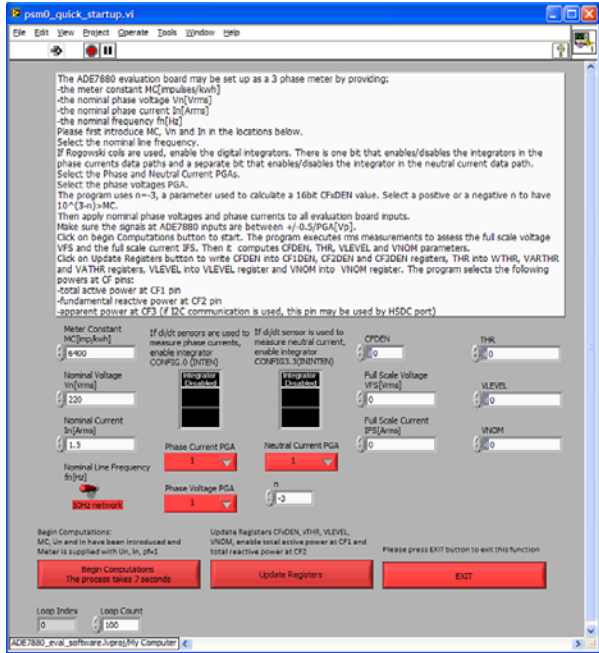 psm0_quick_startup.vi
File Edit View Project Operate Tools Window Help
The ADE7880 evaluation board may be set up as a 3 phase meter by providing:
-the meter constant MC[impulses/kwh]
-the nominal phase voltage Vn[Vrms]
-the nominal phase current In[Arms]
-the nominal frequency fn[Hz]
Please first introduce MC, Vn and In in the locations below.
Select the nominal line frequency.
If Rogowski coils are used, enable the digital integrators. There is one bit that enables/disables the integrators in the
phase currents data paths and a separate bit that enables/disables the integrator in the neutral current data path.
Select the Phase and Neutral Current PGAs.
Select the phase voltages PGA.
The program uses n=-3, a parameter used to calculate a 16bit CFxDEN value. Select a positive or a negative n to have
10^(3-n)>MC.
Then apply nominal phase voltages and phase currents to all evaluation board inputs.
Make sure the signals at ADE7880 inputs are between +/-0.5/PGA[Vp].
Click on begin Computations button to start. The program executes rms measurements to assess the full scale voltage
VFS and the full scale current IFS. Then it computes CFDEN, THR, VLEVEL and VNOM parameters.
Click on Update Registers button to write CFDEN into CF1DEN, CF2DEN and CF3DEN registers, THR into WTHR, VARTHR
and VATHR registers, VLEVEL into VLEVEL register and VNOM into VNOM register. The program selects the following
powers at CF pins:
-total active power at CF1 pin
-fundamental reactive power at CF2 pin
-apparent power at CF3 (if I2C communication is used, this pin may be used by HSDC port)
Meter Constant
MC[imp/kwh]
6400
Nominal Voltage
Vn[Vrms]
220
Nominal Current
In[Arms]
1.5
Nominal Line Frequency
fn[Hz]
50Hz network
If di/dt sensors are used to
measure phase currents,
enable integrator
CONFIG.0 (INTEN)
Integrator
Disabled
Phase Current PGA
1
Phase Voltage PGA
1
If di/dt sensor is used to
measure neutral current,
enable integrator
CONFIG3.3(ININTEN)
Integrator
Disabled
Neutral Current PGA
1
n
-3
CFDEN
0
Full Scale Voltage
VFS[Vrms]
0
Full Scale Current
IFS[Arms]
0
THR
0
VLEVEL
0
VNOM
0
Begin Computations:
MC, Un and In have been introduced and
Meter is supplied with Un, In, pf=1
Begin Computations
The process takes 7 seconds
Update Registers CFxDEN, xTHR, VLEVEL,
VNOM, enable total active power at CF1 and
total reactive power at CF2
Update Registers
Please press EXIT button to exit this function
EXIT
Loop Index
0
Loop Count
100
ADE7880_eval_software.lvproj/My Computer